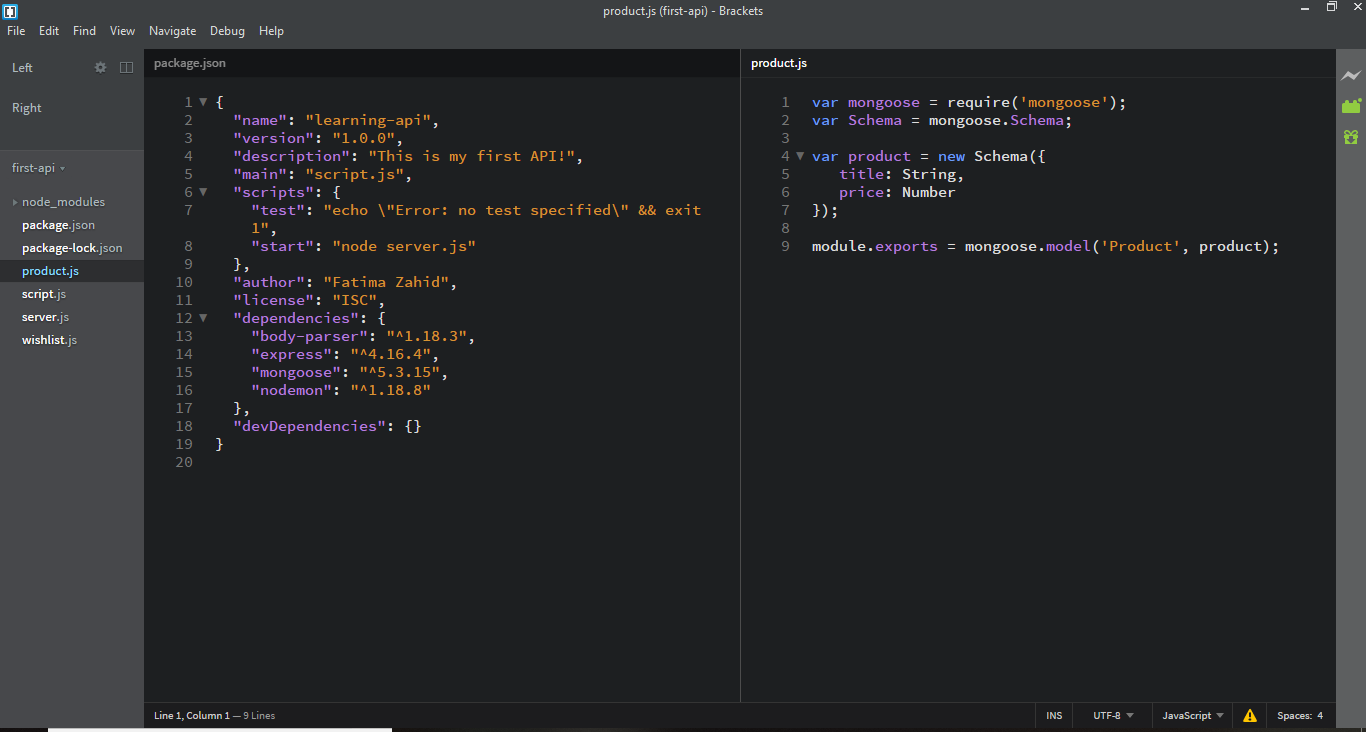 product.js (first-api) - Brackets
File Edit Find View Navigate Debug Help
Left
Right
first-api
node_modules
package.json
package-lock.json
product.js
script.js
server.js
wishlist.js
package.json
1 {
2 "name": "learning-api",
3 "version": "1.0.0",
4 "description": "This is my first API!",
5 "main": "script.js",
6 "scripts": {
7 "test": "echo \"Error: no test specified\" && exit
1",
8 "start": "node server.js"
9 },
10 "author": "Fatima Zahid",
11 "license": "ISC",
12 "dependencies": {
13 "body-parser": "^1.18.3",
14 "express": "^4.16.4",
15 "mongoose": "^5.3.15",
16 "nodemon": "^1.18.8"
17 },
18 "devDependencies": {}
19 }
20
product.js
1 var mongoose = require('mongoose');
2 var Schema = mongoose.Schema;
3
4 var product = new Schema({
5 title: String,
6 price: Number
7 });
8
9 module.exports = mongoose.model('Product', product);
Line 1, Column 1 — 9 Lines
INS UTF-8 JavaScript Spaces: 4